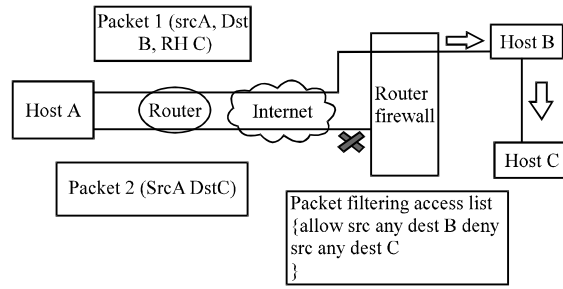 Packet 1 (srcA, Dst
B, RH C)
Host A
Router
Internet
Router
firewall
Host B
Host C
Packet 2 (SrcA DstC)
Packet filtering access list
{allow src any dest B deny
src any dest C
}